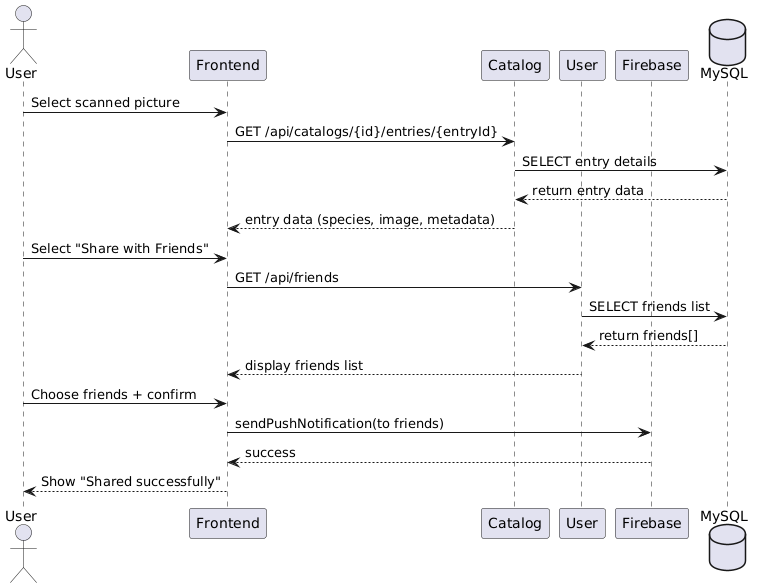 User
Frontend
Catalog
User
Firebase
MySQL
Select scanned picture
GET /api/catalogs/{id}/entries/{entryId}
SELECT entry details
return entry data
entry data (species, image, metadata)
Select "Share with Friends"
GET /api/friends
SELECT friends list
return friends[]
display friends list
Choose friends + confirm
sendPushNotification(to friends)
success
Show "Shared successfully"
User
Frontend
Catalog
User
Firebase
MySQL